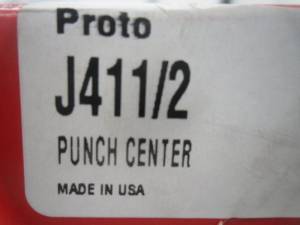 Proto
J411/2
PUNCH CENTER
MADE IN USA